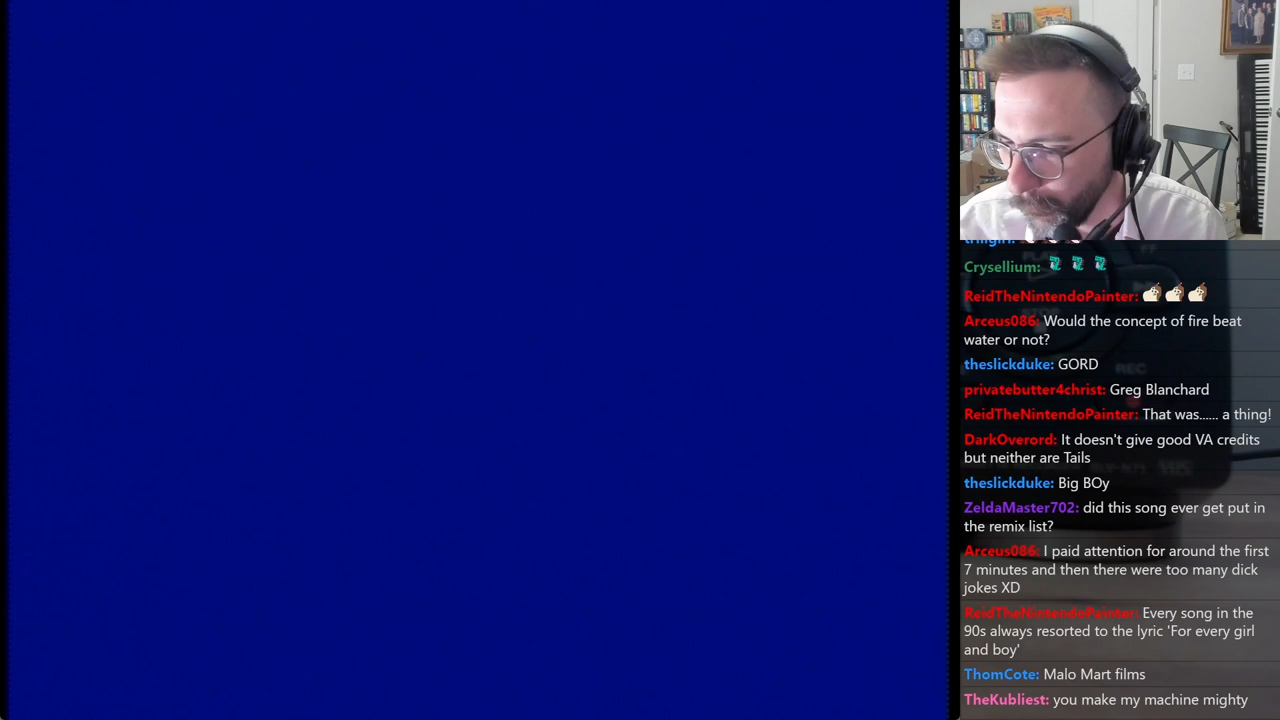 Crysellium:
ReidTheNintendoPainter:
Arceus086: Would the concept of fire beat
water or not?
theslickduke: GORD
privatebutter4christ: Greg Blanchard
ReidTheNintendoPainter: That was...... a thing!
DarkOverord: It doesn't give good VA credits
but neither are Tails
theslickduke: Big BOy
ZeldaMaster702: did this song ever get put in
the remix list?
Arceus086: I paid attention for around the first
7 minutes and then there were too many dick
jokes XD
ReidTheNintendoPainter: Every song in the
90s always resorted to the lyric 'For every girl
and boy'
ThomCote: Malo Mart films
TheKubliest: you make my machine mighty
REC